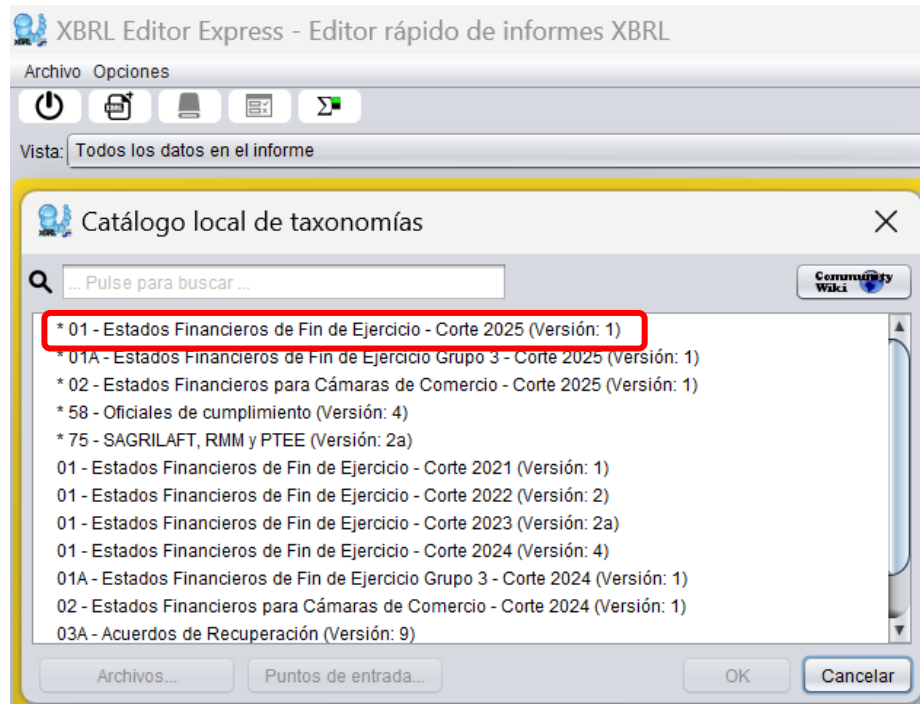 XBRL Editor Express - Editor rápido de informes XBRL
Archivo Opciones
Vista: Todos los datos en el informe
Catálogo local de taxonomías
... Pulse para buscar ...
Community Wiki
* 01 - Estados Financieros de Fin de Ejercicio - Corte 2025 (Versión: 1)
* 01A - Estados Financieros de Fin de Ejercicio Grupo 3 - Corte 2025 (Versión: 1)
* 02 - Estados Financieros para Cámaras de Comercio - Corte 2025 (Versión: 1)
* 58 - Oficiales de cumplimiento (Versión: 4)
* 75 - SAGRILAFT, RMM y PTEE (Versión: 2a)
01 - Estados Financieros de Fin de Ejercicio - Corte 2021 (Versión: 1)
01 - Estados Financieros de Fin de Ejercicio - Corte 2022 (Versión: 2)
01 - Estados Financieros de Fin de Ejercicio - Corte 2023 (Versión: 2a)
01 - Estados Financieros de Fin de Ejercicio - Corte 2024 (Versión: 4)
01A - Estados Financieros de Fin de Ejercicio Grupo 3 - Corte 2024 (Versión: 1)
02 - Estados Financieros para Cámaras de Comercio - Corte 2024 (Versión: 1)
03A - Acuerdos de Recuperación (Versión: 9)
Archivos... Puntos de entrada... OK Cancelar